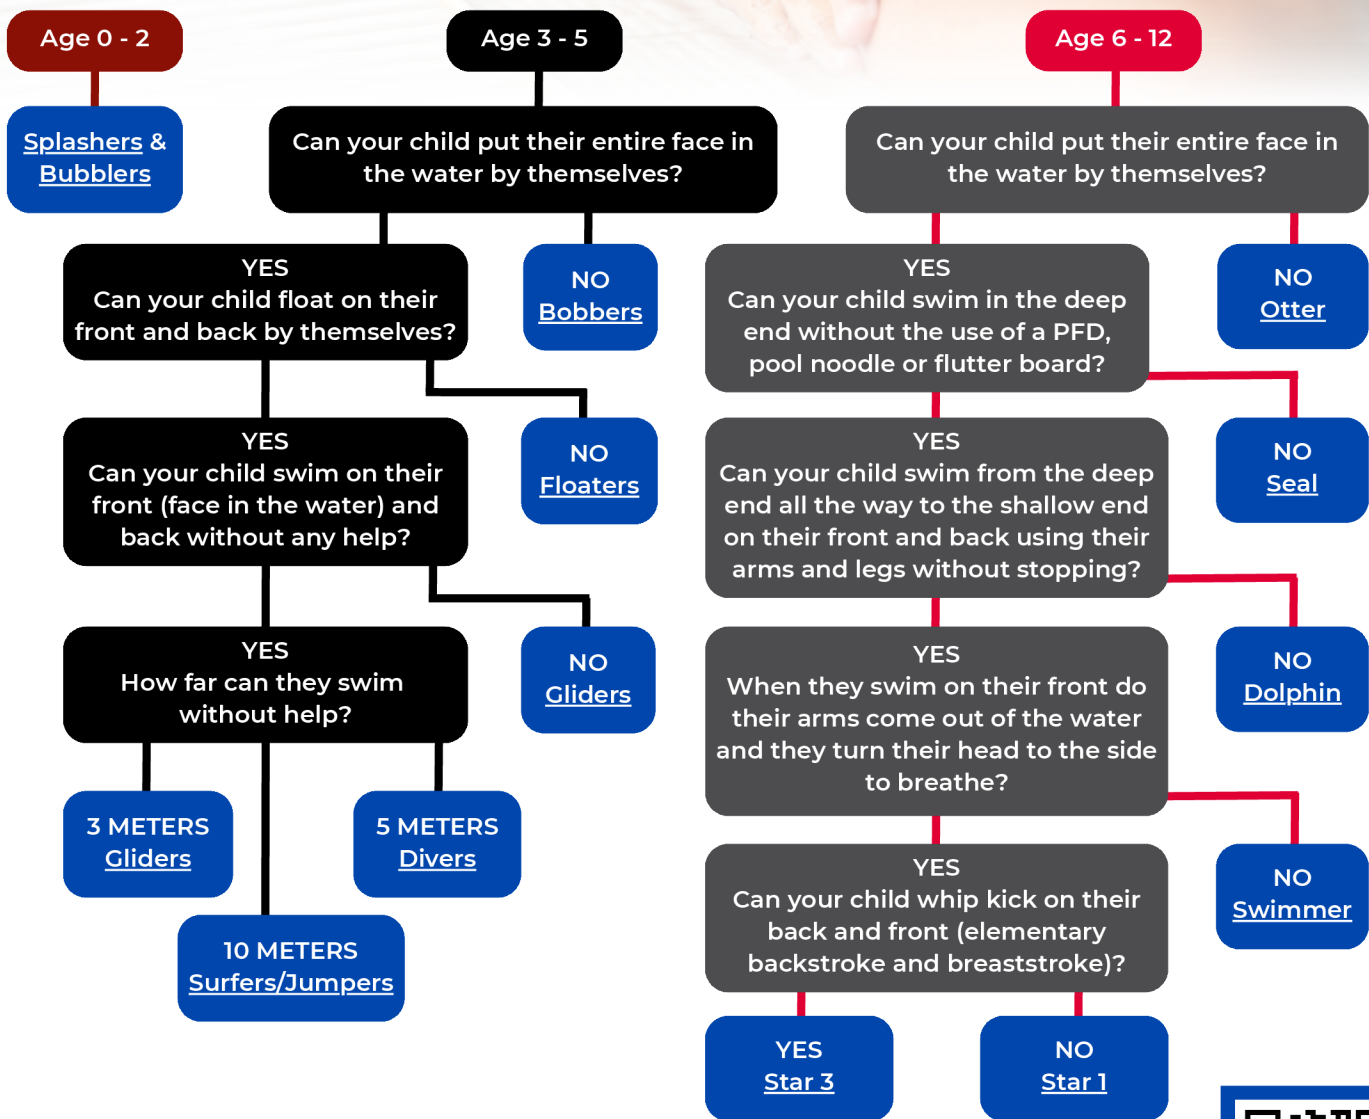 Age 0 - 2
Splashers &
Bubblers
Age 3 - 5
Can your child put their entire face in
the water by themselves?
YES
Can your child float on their
front and back by themselves?
NO
Bobbers
YES
Can your child swim on their
front (face in the water) and
back without any help?
NO
Floaters
YES
How far can they swim
without help?
NO
Gliders
3 METERS
Gliders
5 METERS
Divers
10 METERS
Surfers/Jumpers
Age 6 - 12
Can your child put their entire face in
the water by themselves?
YES
Can your child swim in the deep
end without the use of a PFD,
pool noodle or flutter board?
NO
Otter
YES
Can your child swim from the deep
end all the way to the shallow end
on their front and back using their
arms and legs without stopping?
NO
Seal
YES
When they swim on their front do
their arms come out of the water
and they turn their head to the side
to breathe?
NO
Dolphin
YES
Can your child whip kick on their
back and front (elementary
backstroke and breaststroke)?
NO
Swimmer
YES
Star 3
NO
Star 1